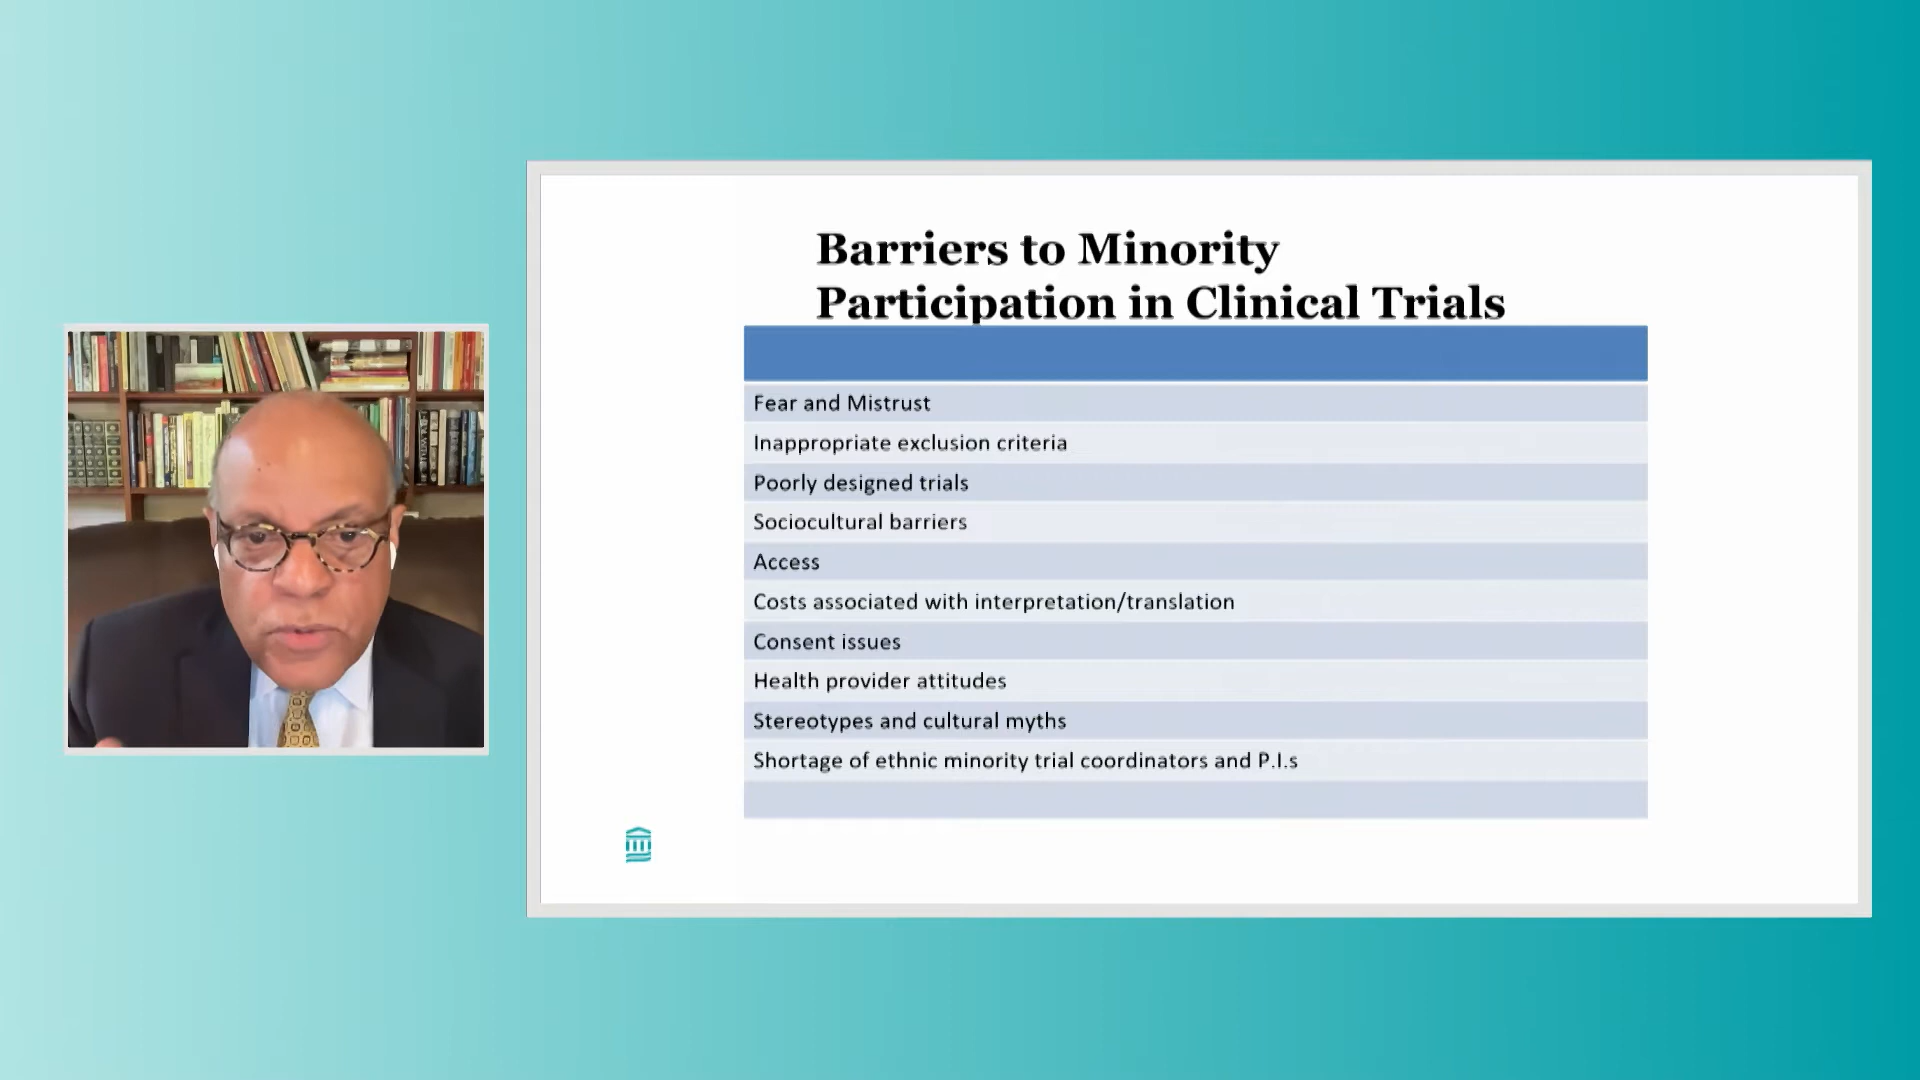 Barriers to Minority
Participation in Clinical Trials
Fear and Mistrust
Inappropriate exclusion criteria
Poorly designed trials
Sociocultural barriers
Access
Costs associated with interpretation/translation
Consent issues
Health provider attitudes
Stereotypes and cultural myths
Shortage of ethnic minority trial coordinators and P.I.s